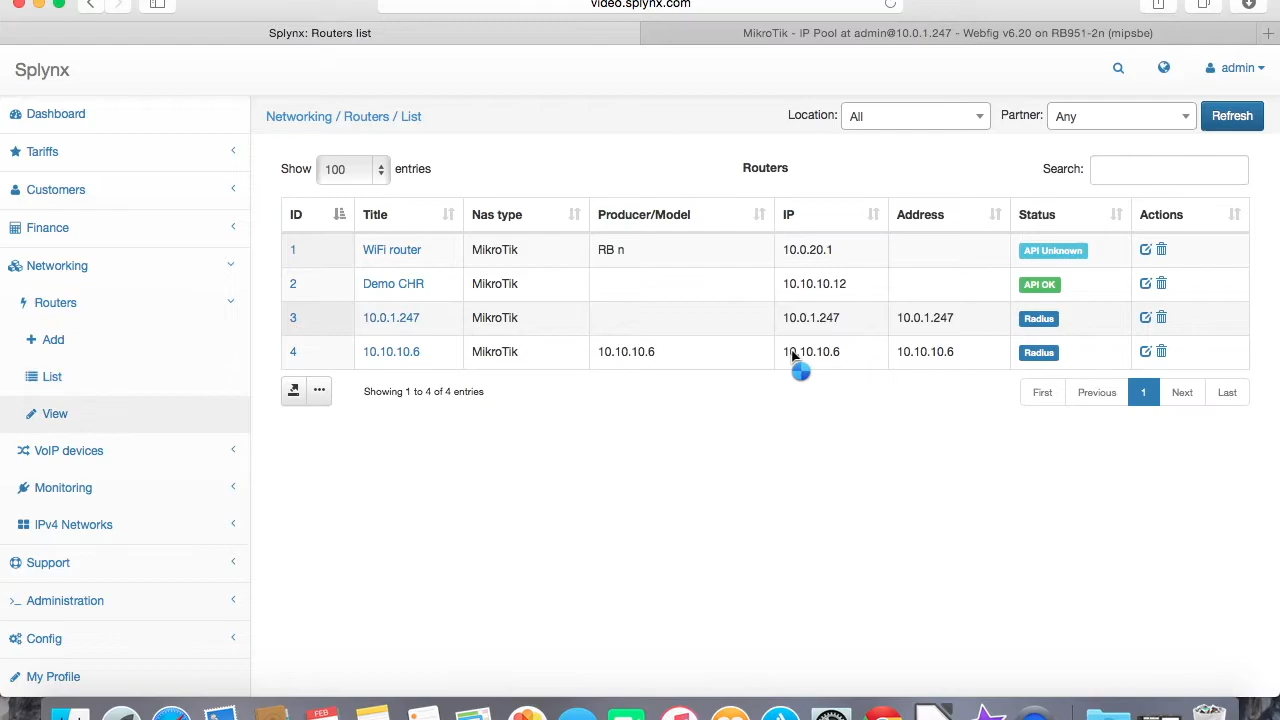 video.splynx.com
Splynx: Routers list
MikroTik - IP Pool at admin@10.0.1.247 - Webfig v6.20 on RB951-2n (mipsbe)
Splynx
admin
Dashboard
Tariffs
Customers
Finance
Networking
Routers
Add
List
View
VoIP devices
Monitoring
IPv4 Networks
Support
Administration
Config
My Profile
Networking / Routers / List
Location: All Partner: Any Refresh
Show 100 entries
Routers
Search:
ID Title Nas type Producer/Model IP Address Status Actions
1 WiFi router MikroTik RB n 10.0.20.1 API Unknown
2 Demo CHR MikroTik 10.10.10.12 API OK
3 10.0.1.247 MikroTik 10.0.1.247 10.0.1.247 Radius
4 10.10.10.6 MikroTik 10.10.10.6 10.10.10.6 10.10.10.6 Radius
Showing 1 to 4 of 4 entries
First Previous 1 Next Last
FEB